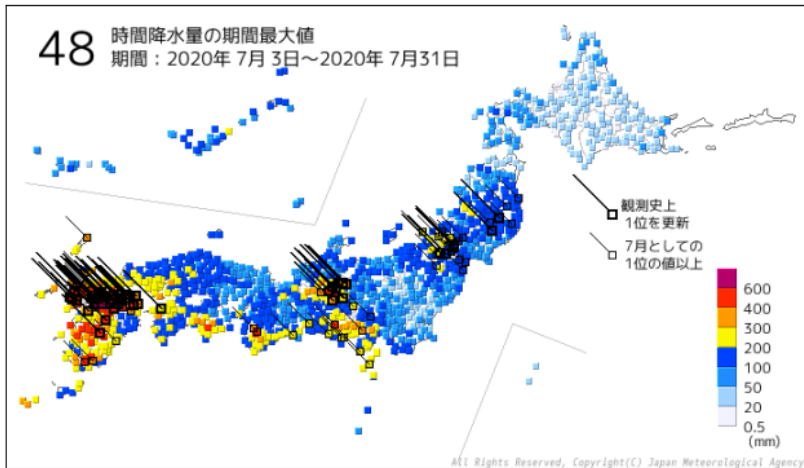 48 時間降水量の期間最大値
期間:2020年 7月 3日～2020年 7月31日
観測史上
1位を更新
7月としての
1位の値以上
600
400
300
200
100
50
20
0.5
(mm)
All Rights Reserved, Copyright(C) Japan Meteorological Agency